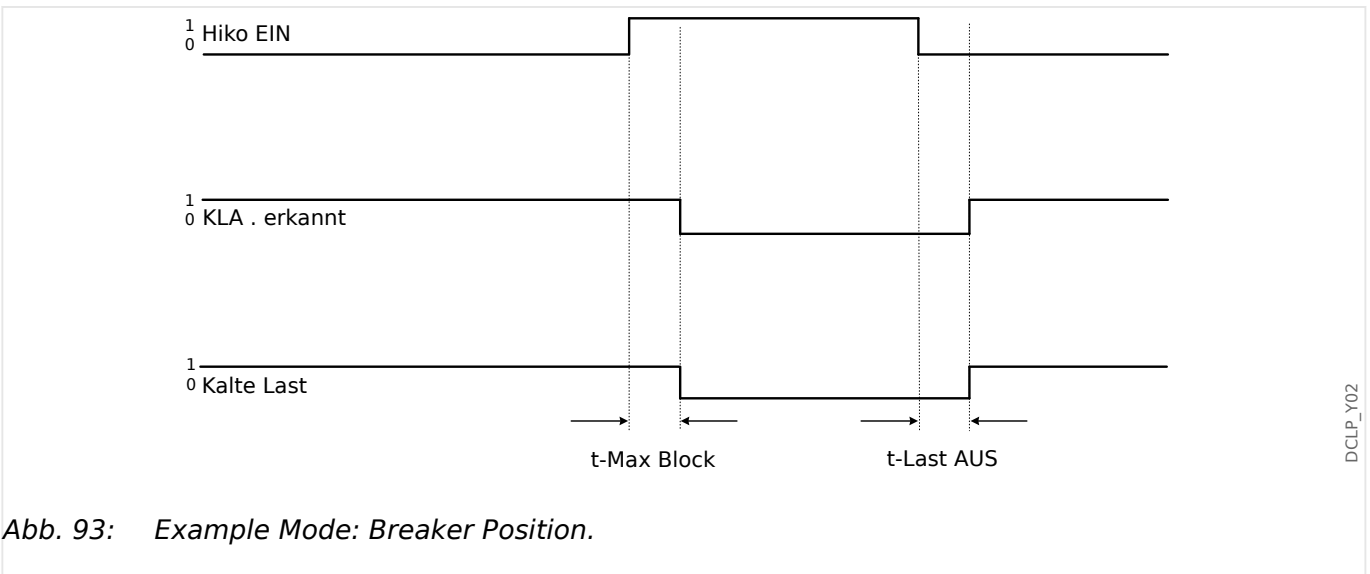 1
0 Hiko EIN
1
0 KLA . erkannt
1
0 Kalte Last
t-Max Block
t-Last AUS
DCLP_Y02
Abb. 93: Example Mode: Breaker Position.